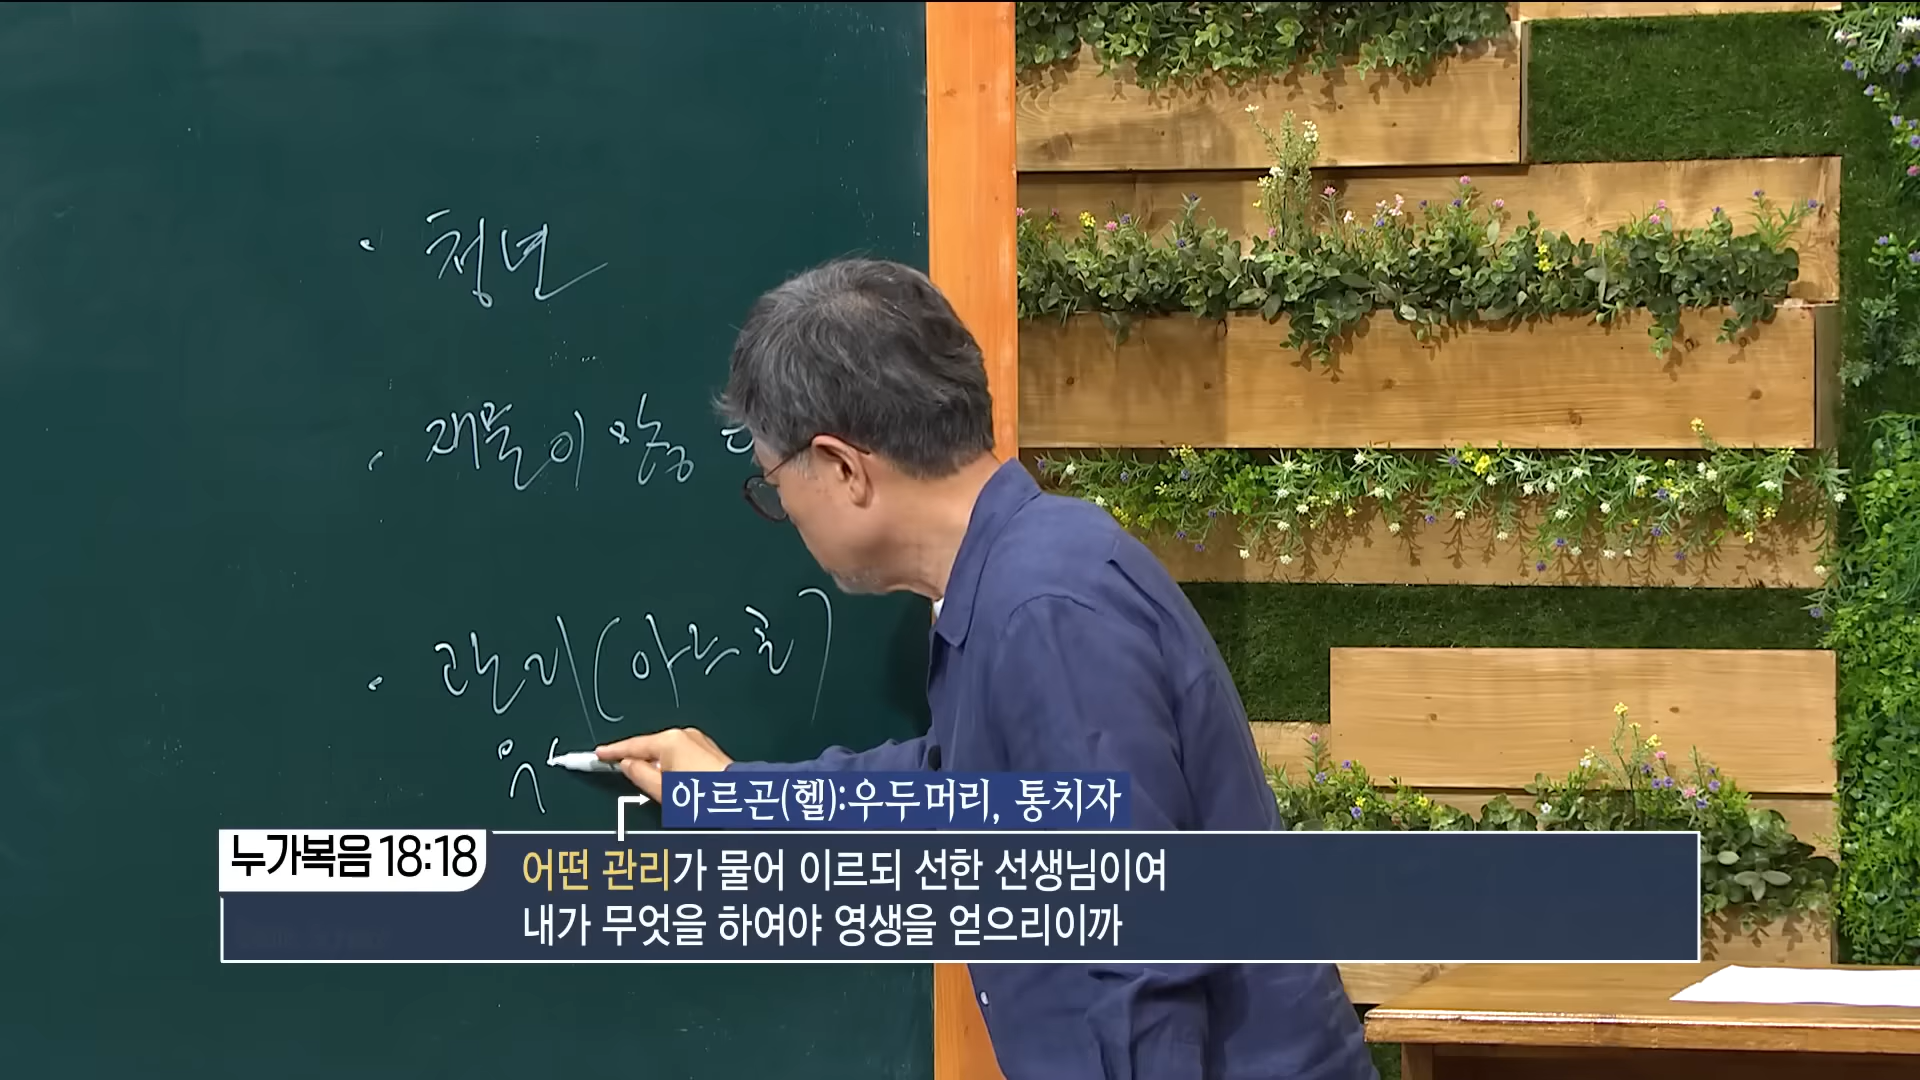 · 청년
· 재물이 많 ㄷ
· 관리(아르콘)
우
아르곤(헬):우두머리, 통치자
누가복음 18:18
어떤 관리가 물어 이르되 선한 선생님이여
내가 무엇을 하여야 영생을 얻으리이까